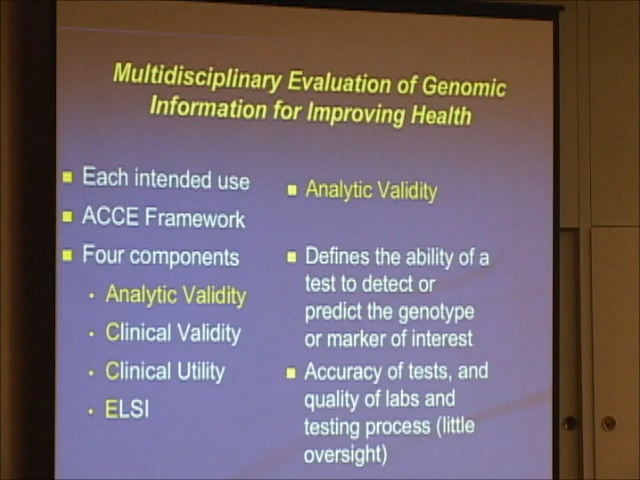 Multidisciplinary Evaluation of Genomic
Information for Improving Health
Each intended use
ACCE Framework
Four components
Analytic Validity
Clinical Validity
Clinical Utility
ELSI
Analytic Validity
Defines the ability of a
test to detect or
predict the genotype
or marker of interest
Accuracy of tests, and
quality of labs and
testing process (little
oversight)